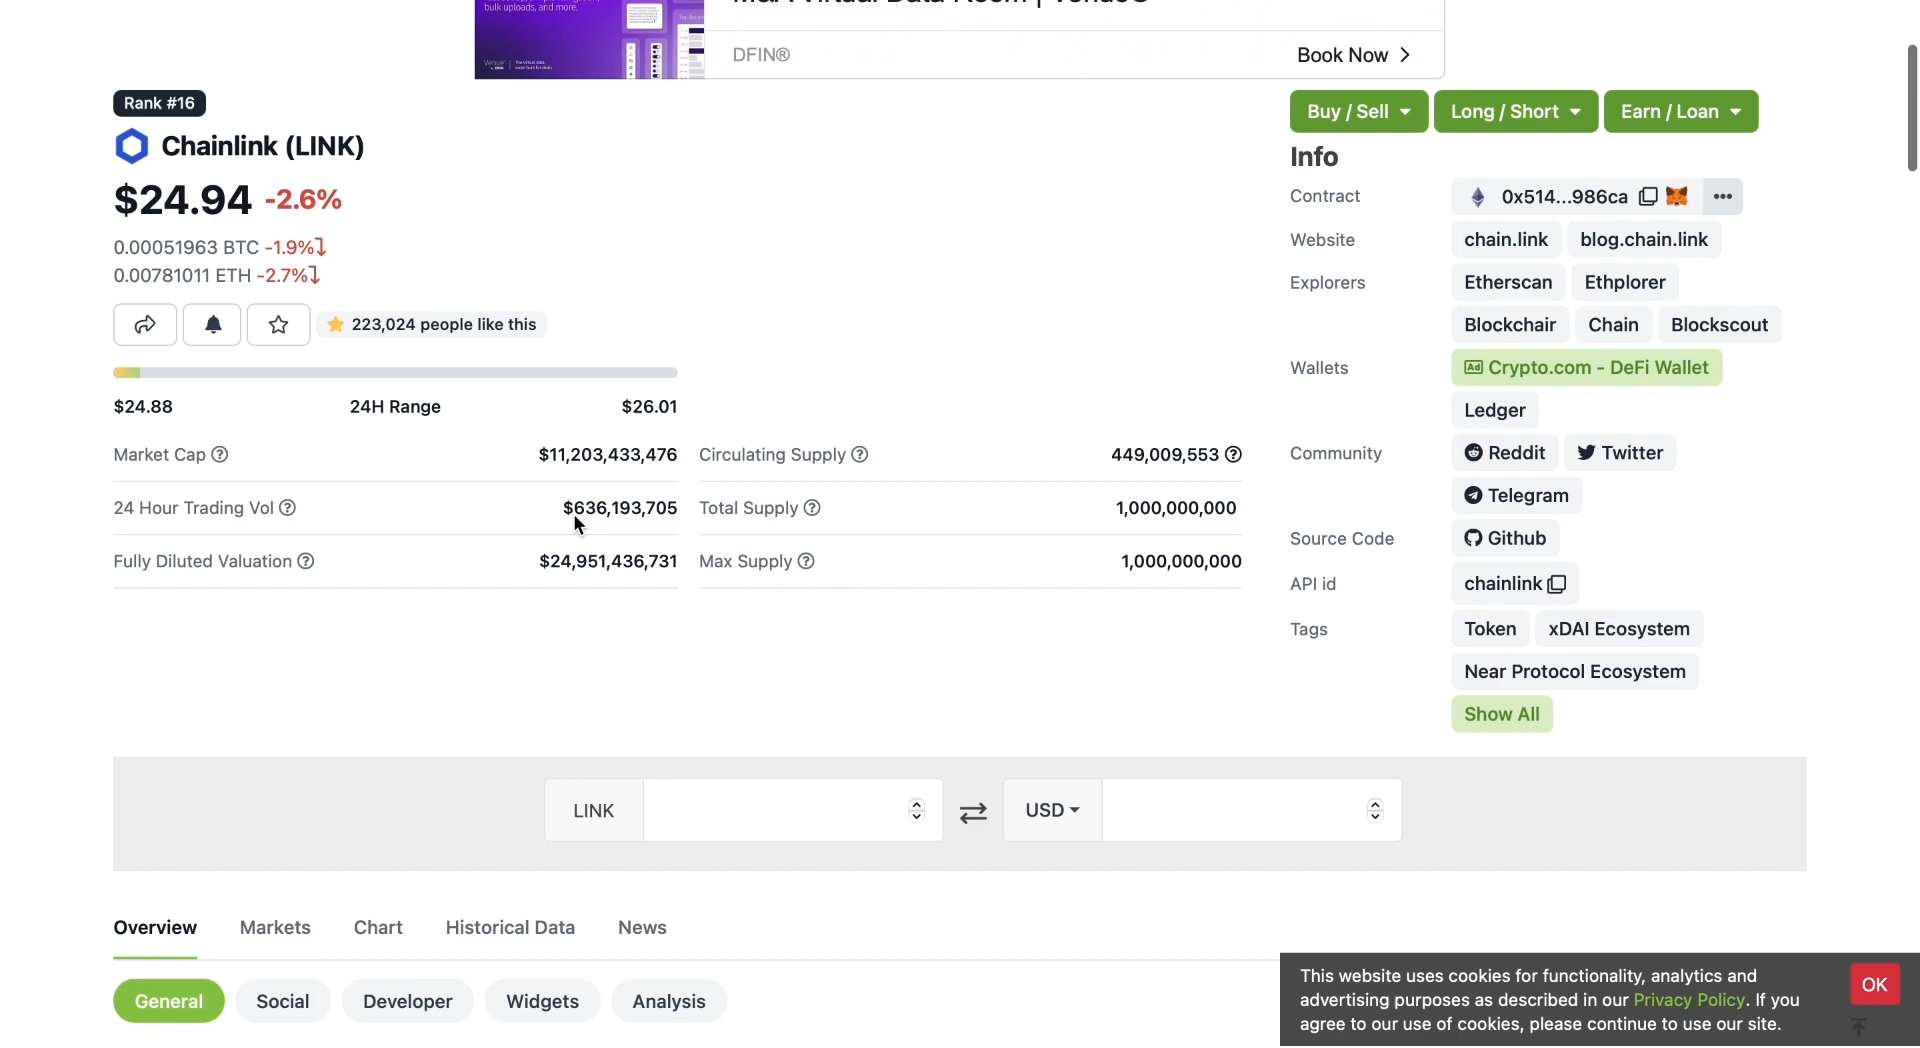 bulk uploads, and more.
DFIN®
Book Now
Rank #16
Chainlink (LINK)
$24.94 -2.6%
0.00051963 BTC -1.9%
0.00781011 ETH -2.7%
223,024 people like this
$24.88 24H Range $26.01
Market Cap $11,203,433,476
24 Hour Trading Vol $636,193,705
Fully Diluted Valuation $24,951,436,731
Circulating Supply 449,009,553
Total Supply 1,000,000,000
Max Supply 1,000,000,000
Buy / Sell Long / Short Earn / Loan
Info
Contract 0x514...986ca
Website chain.link blog.chain.link
Explorers Etherscan Ethplorer
Blockchair Chain Blockscout
Wallets Ad Crypto.com - DeFi Wallet
Ledger
Community Reddit Twitter
Telegram
Source Code Github
API id chainlink
Tags Token xDAI Ecosystem
Near Protocol Ecosystem
Show All
LINK USD
Overview Markets Chart Historical Data News
General Social Developer Widgets Analysis
This website uses cookies for functionality, analytics and
advertising purposes as described in our Privacy Policy. If you
agree to our use of cookies, please continue to use our site.
OK